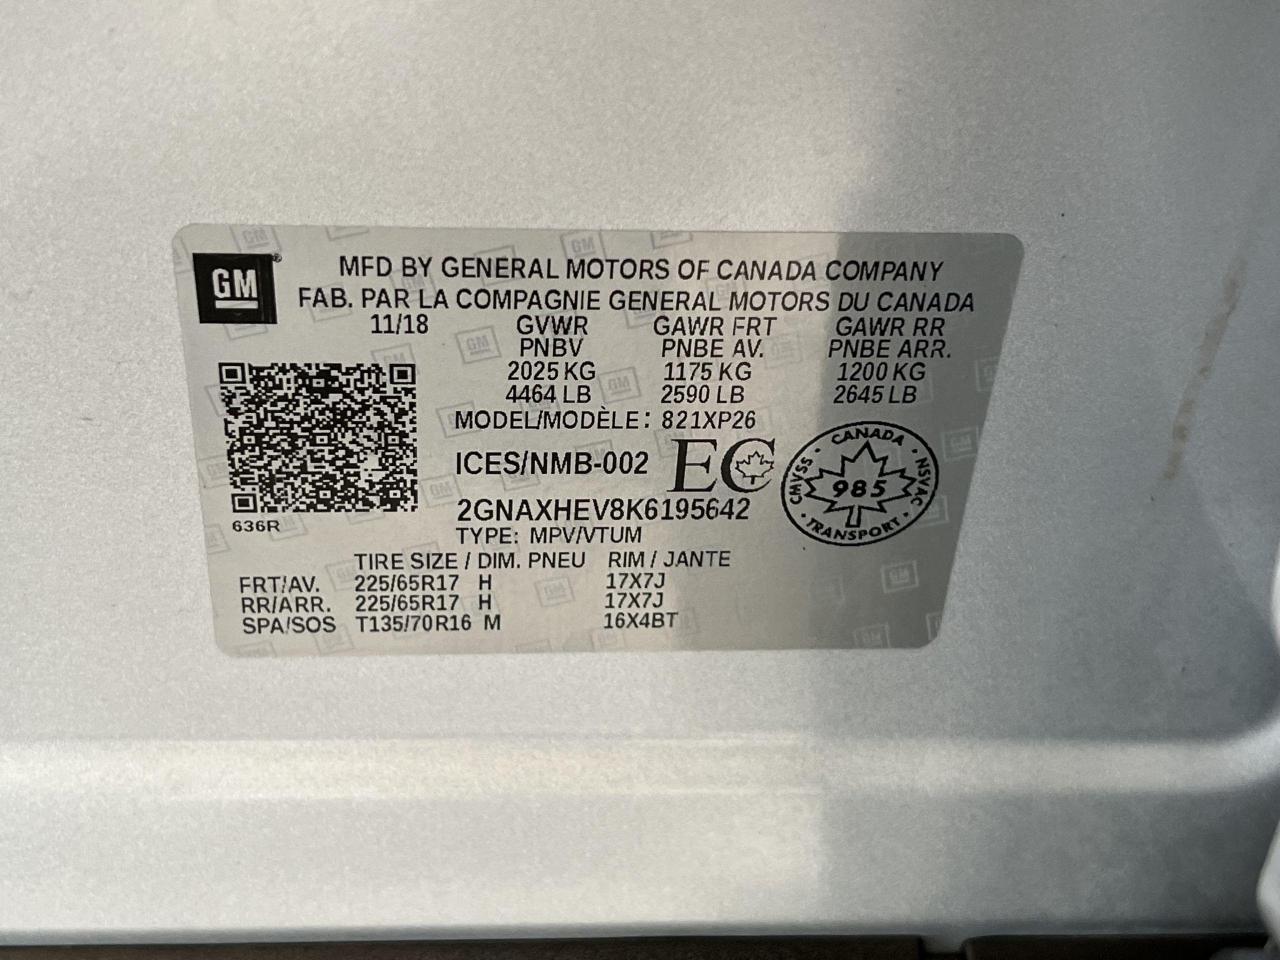 GM®
MFD BY GENERAL MOTORS OF CANADA COMPANY
FAB. PAR LA COMPAGNIE GENERAL MOTORS DU CANADA
11/18 GVWR GAWR FRT GAWR RR
PNBV PNBE AV. PNBE ARR.
2025 KG 1175 KG 1200 KG
4464 LB 2590 LB 2645 LB
MODEL/MODÈLE: 821XP26
ICES/NMB-002 EC
CANADA
CMVSS 985 NSVAC
TRANSPORT
2GNAXHEV8K6195642
636R
TYPE: MPV/VTUM
TIRE SIZE / DIM. PNEU RIM / JANTE
FRT/AV. 225/65R17 H 17X7J
RR/ARR. 225/65R17 H 17X7J
SPA/SOS T135/70R16 M 16X4BT